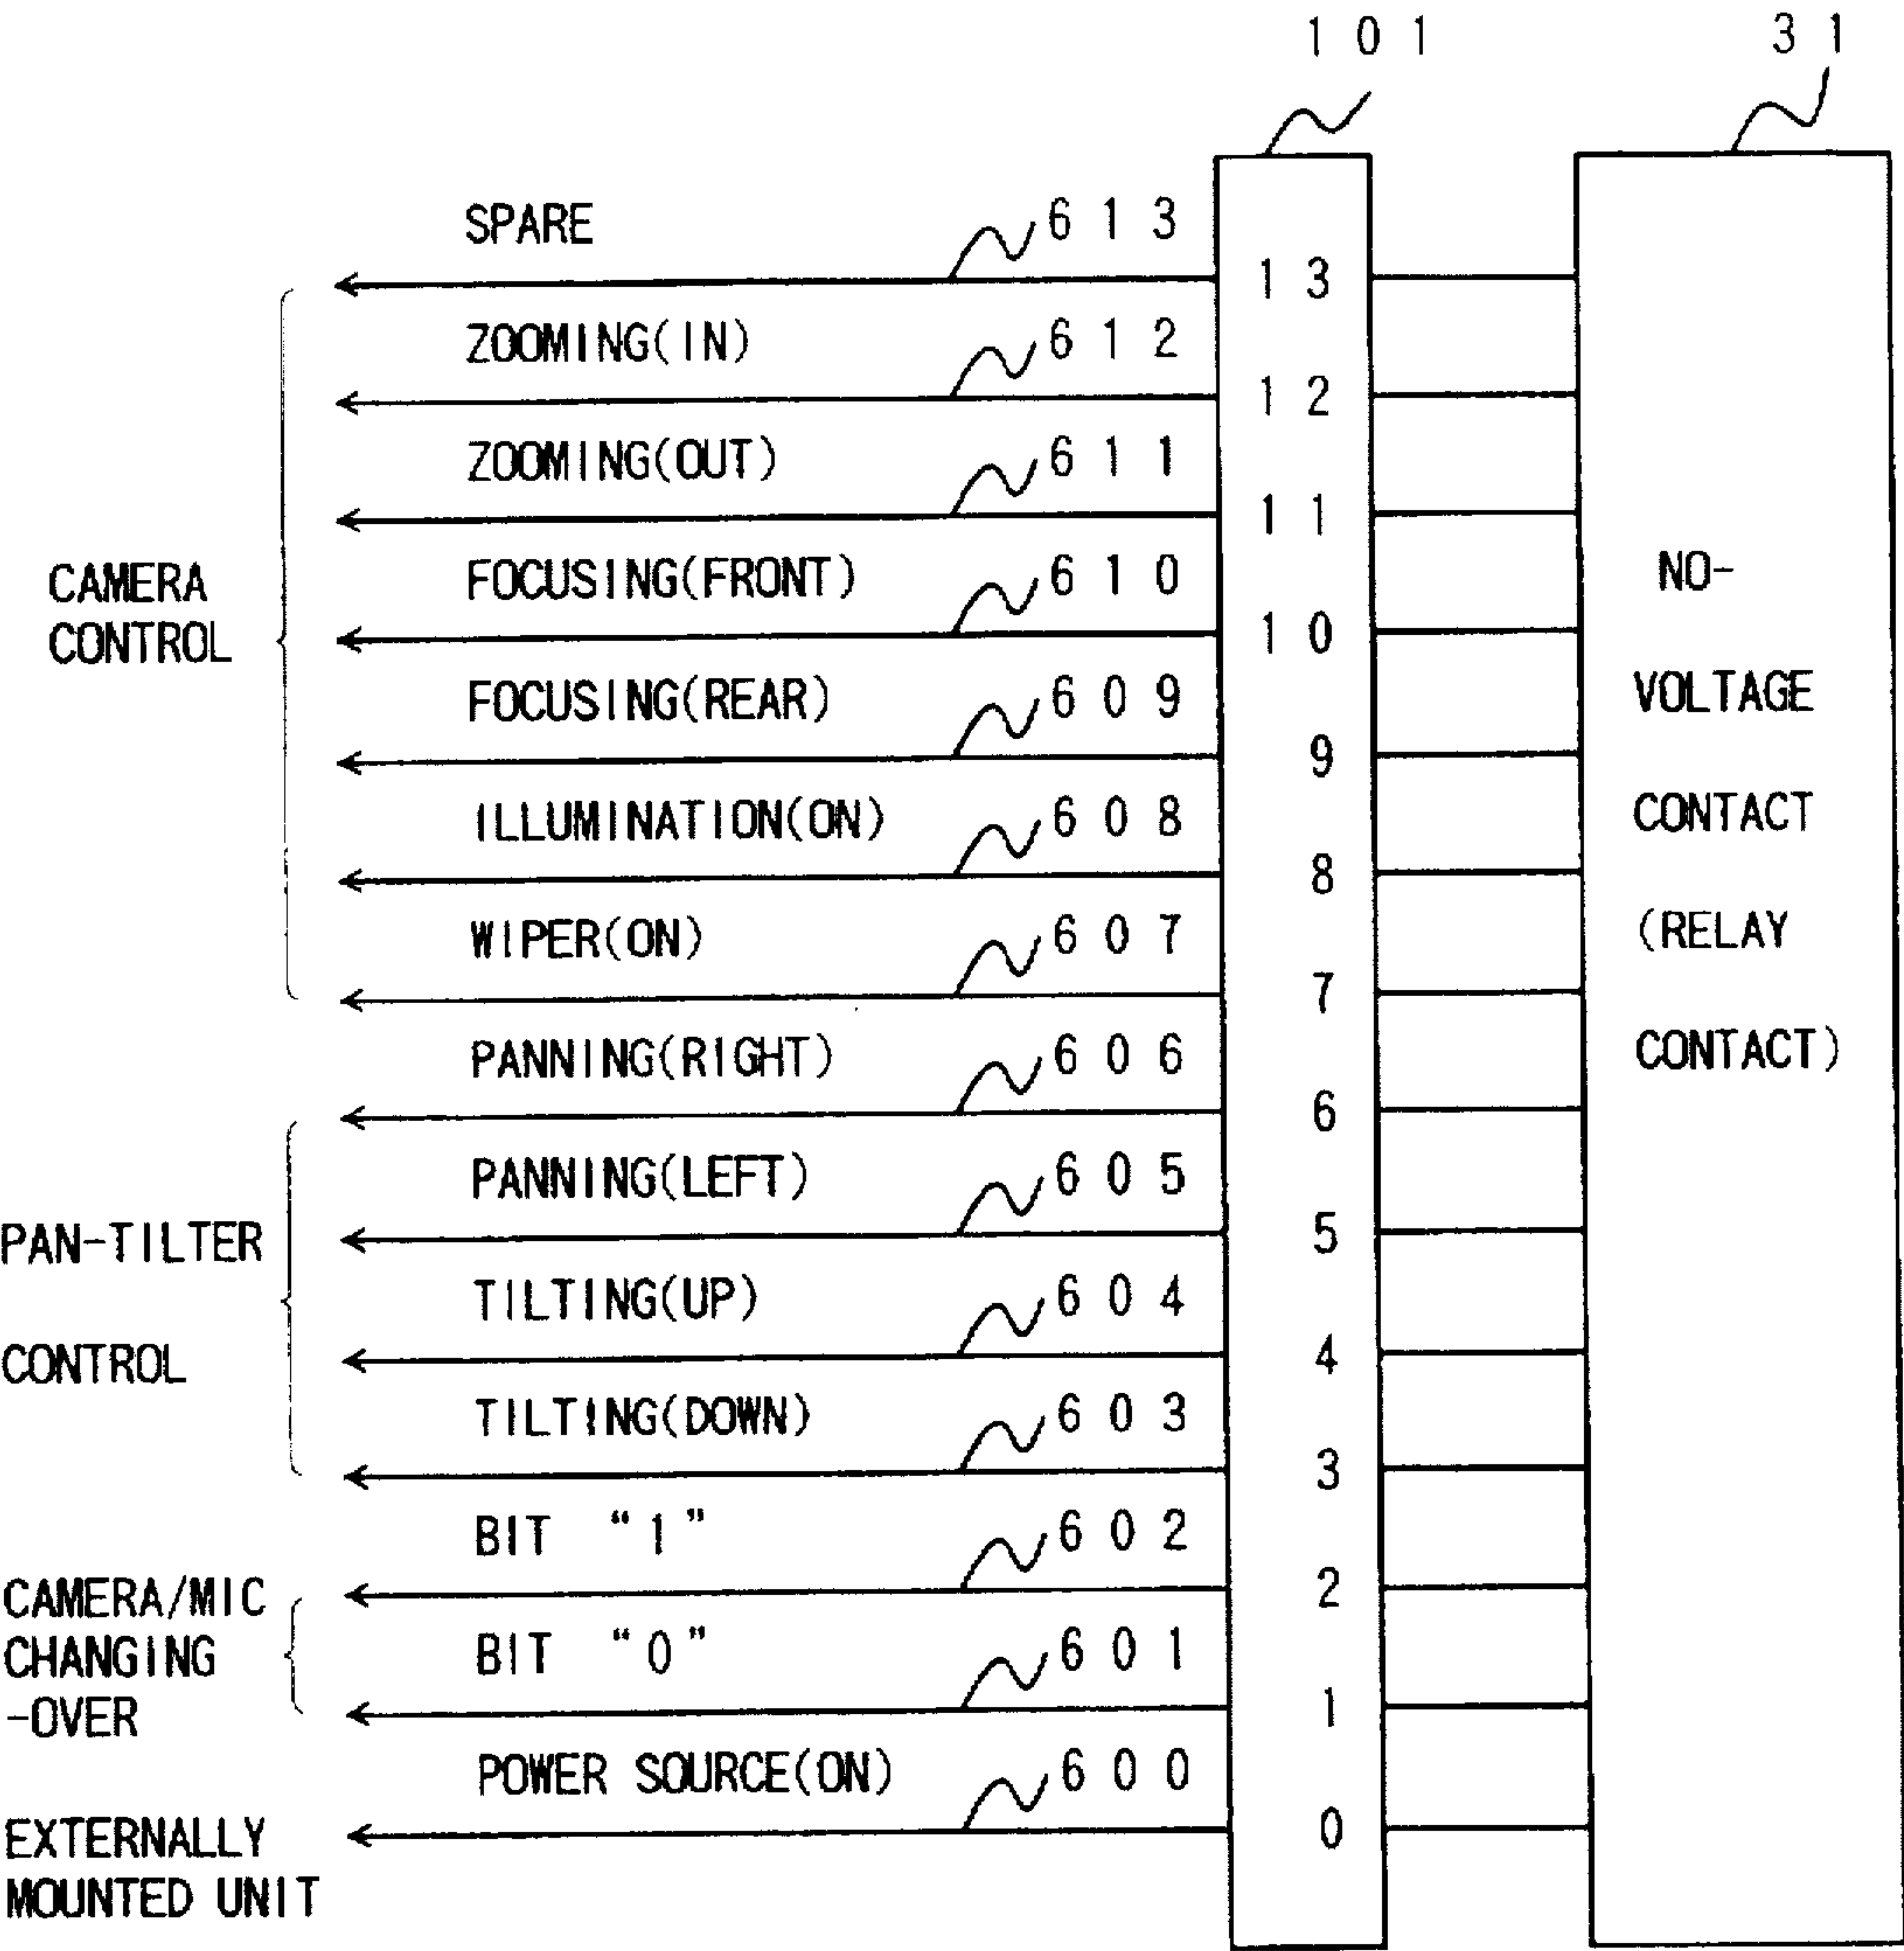 101
31
SPARE
613
13
ZOOMING(IN)
612
12
ZOOMING(OUT)
611
11
CAMERA
CONTROL
FOCUSING(FRONT)
610
10
FOCUSING(REAR)
609
9
ILLUMINATION(ON)
608
8
WIPER(ON)
607
7
NO-
VOLTAGE
CONTACT
(RELAY
CONTACT)
PANNING(RIGHT)
606
6
PAN-TILTER
CONTROL
PANNING(LEFT)
605
5
TILTING(UP)
604
4
TILTING(DOWN)
603
3
CAMERA/MIC
CHANGING
-OVER
BIT “1”
602
2
BIT “0”
601
1
POWER SOURCE(ON)
600
0
EXTERNALLY
MOUNTED UNIT